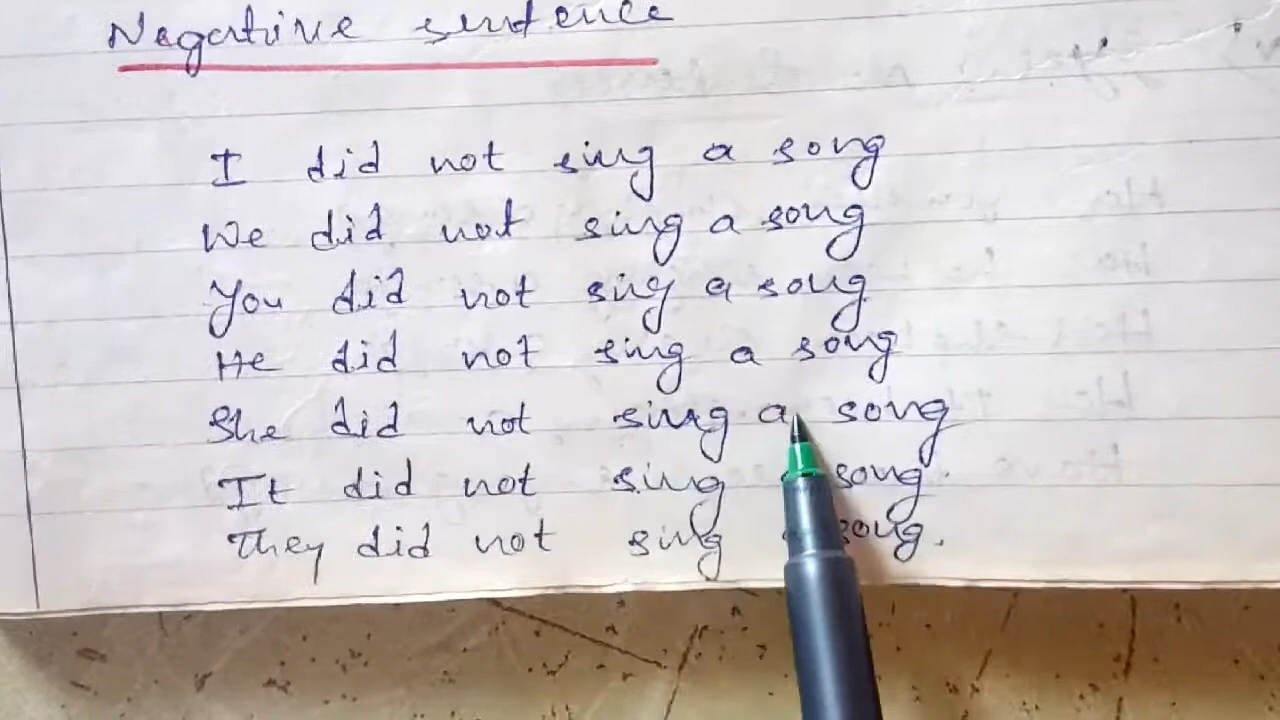 Negative sentence
I did not sing a song
We did not sing a song
You did not sing a song
He did not sing a song
She did not sing a song
It did not sing song.
They did not sing song.